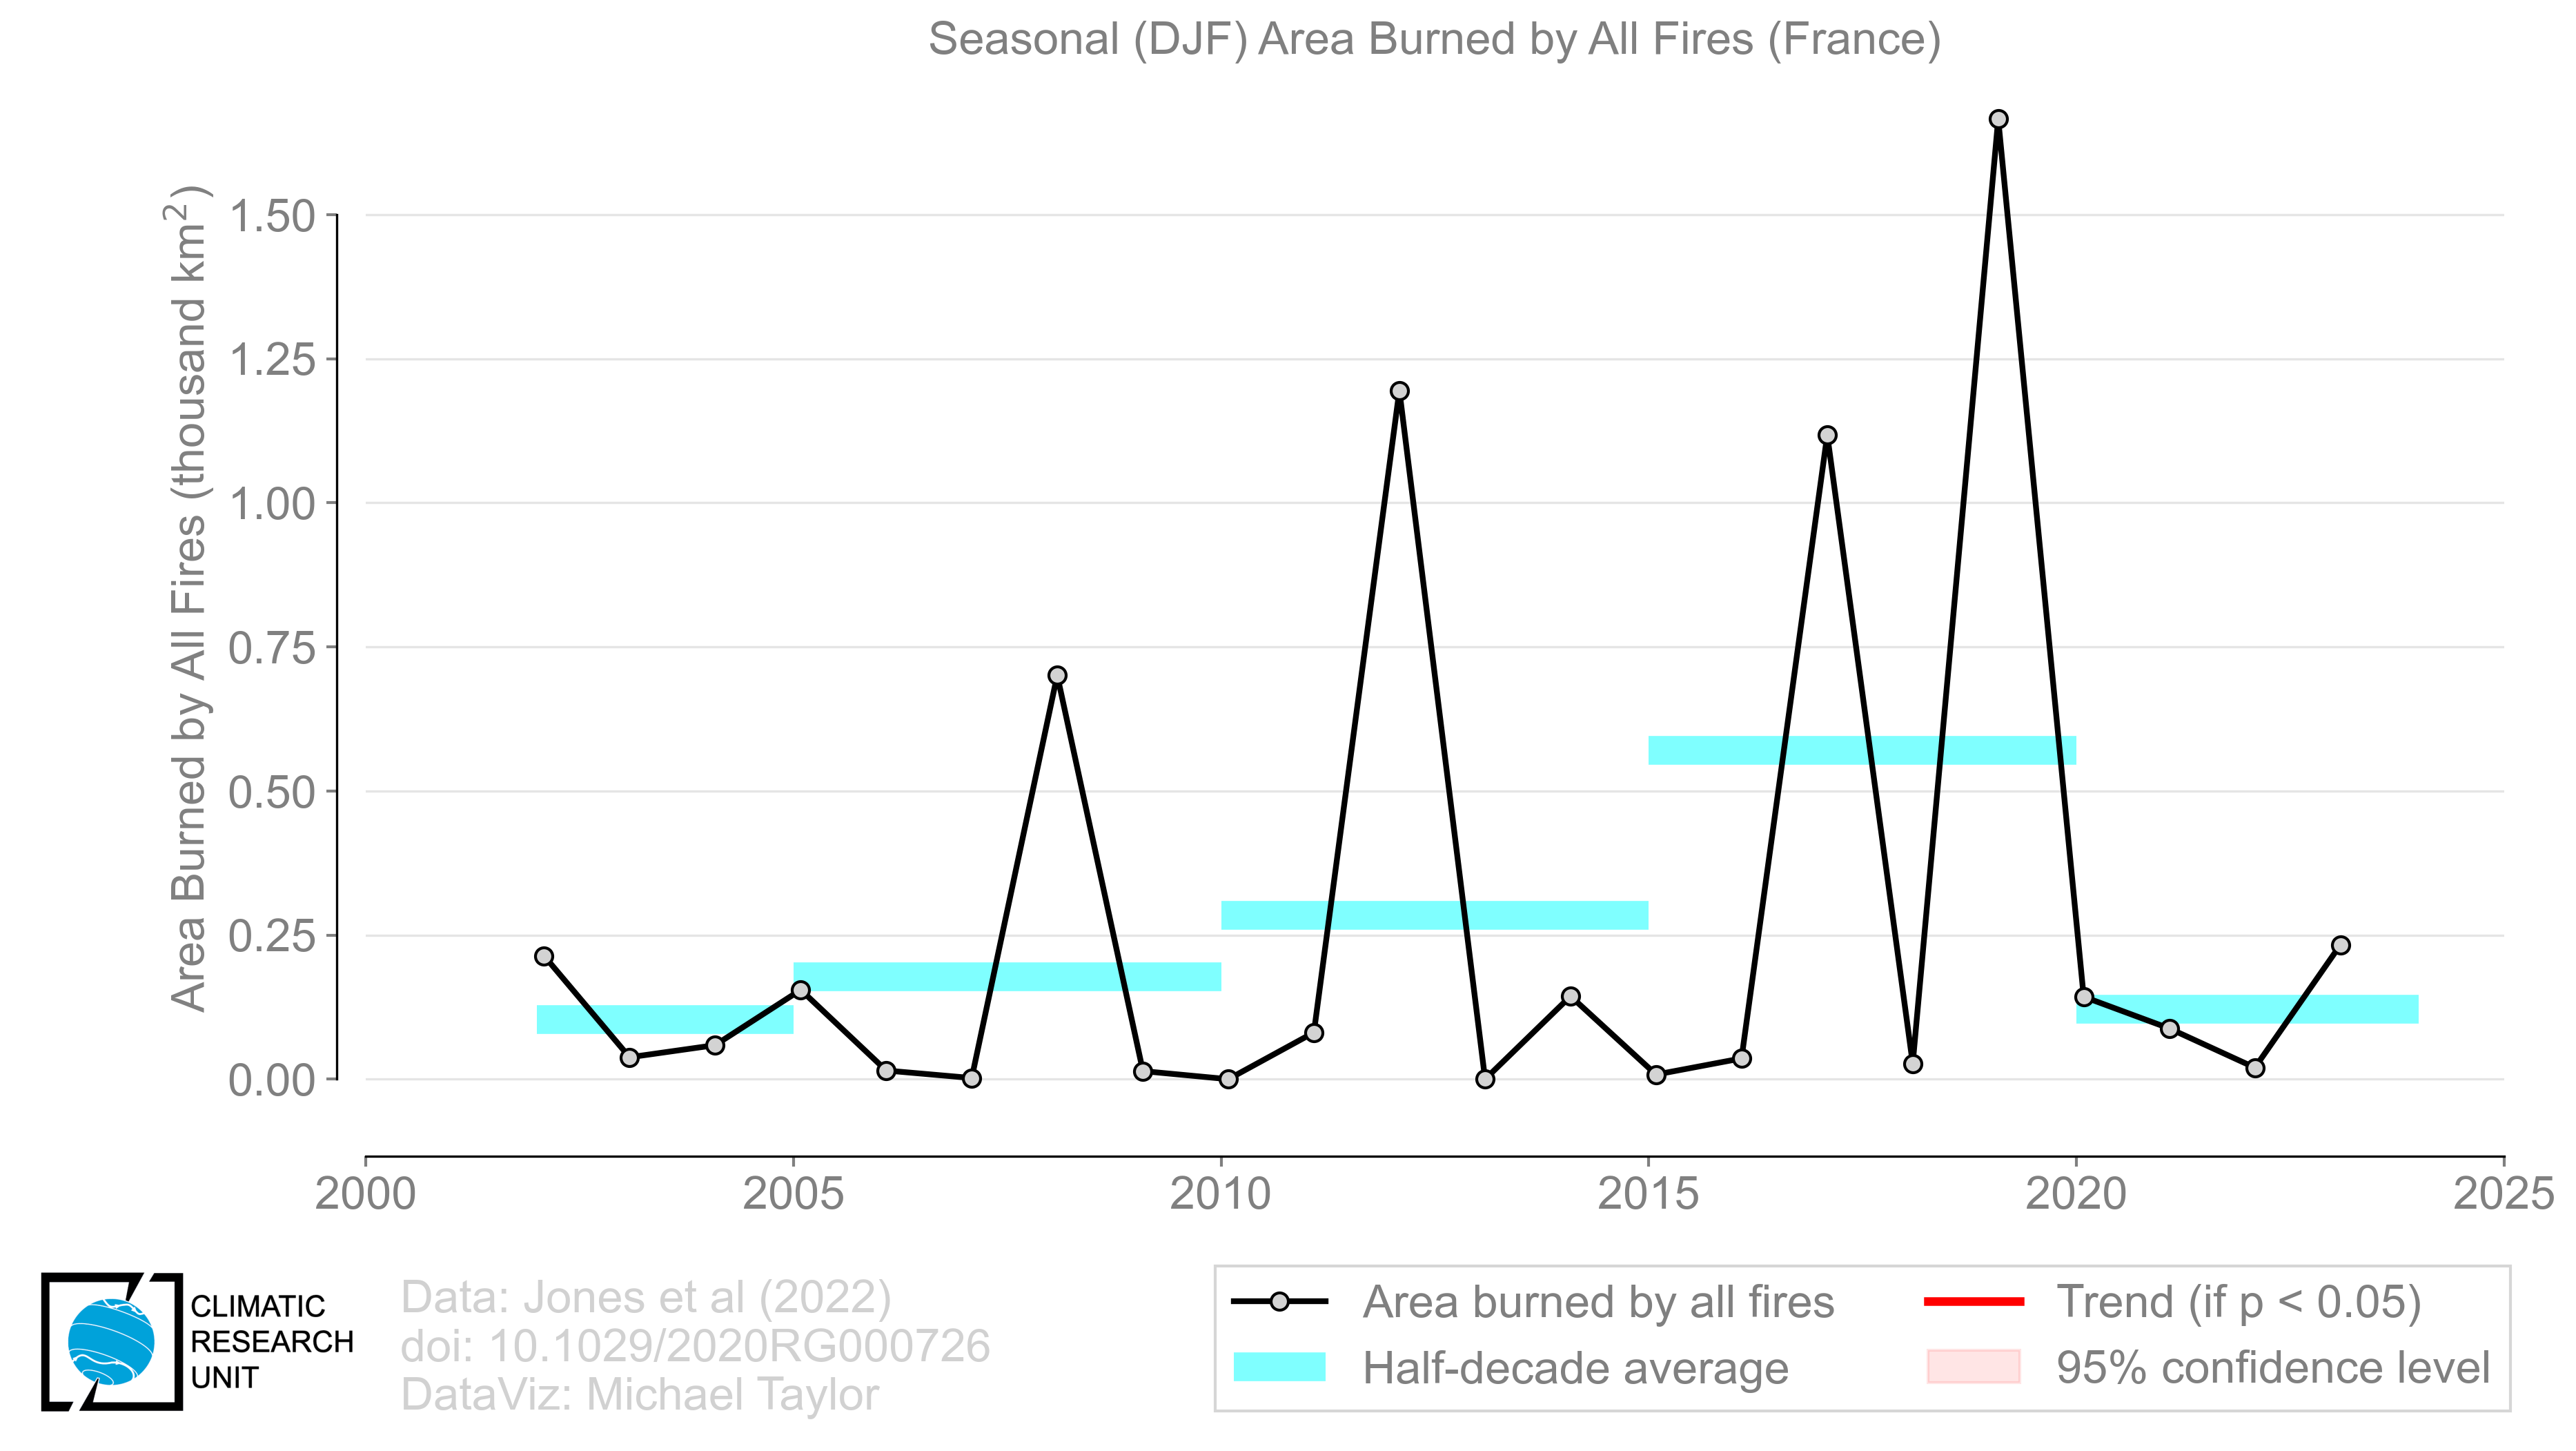 Seasonal (DJF) Area Burned by All Fires (France)
Area Burned by All Fires (thousand km²)
1.50
1.25
1.00
0.75
0.50
0.25
0.00
2000 2005 2010 2015 2020 2025
CLIMATIC
RESEARCH
UNIT
Data: Jones et al (2022)
doi: 10.1029/2020RG000726
DataViz: Michael Taylor
Area burned by all fires
Half-decade average
Trend (if p < 0.05)
95% confidence level